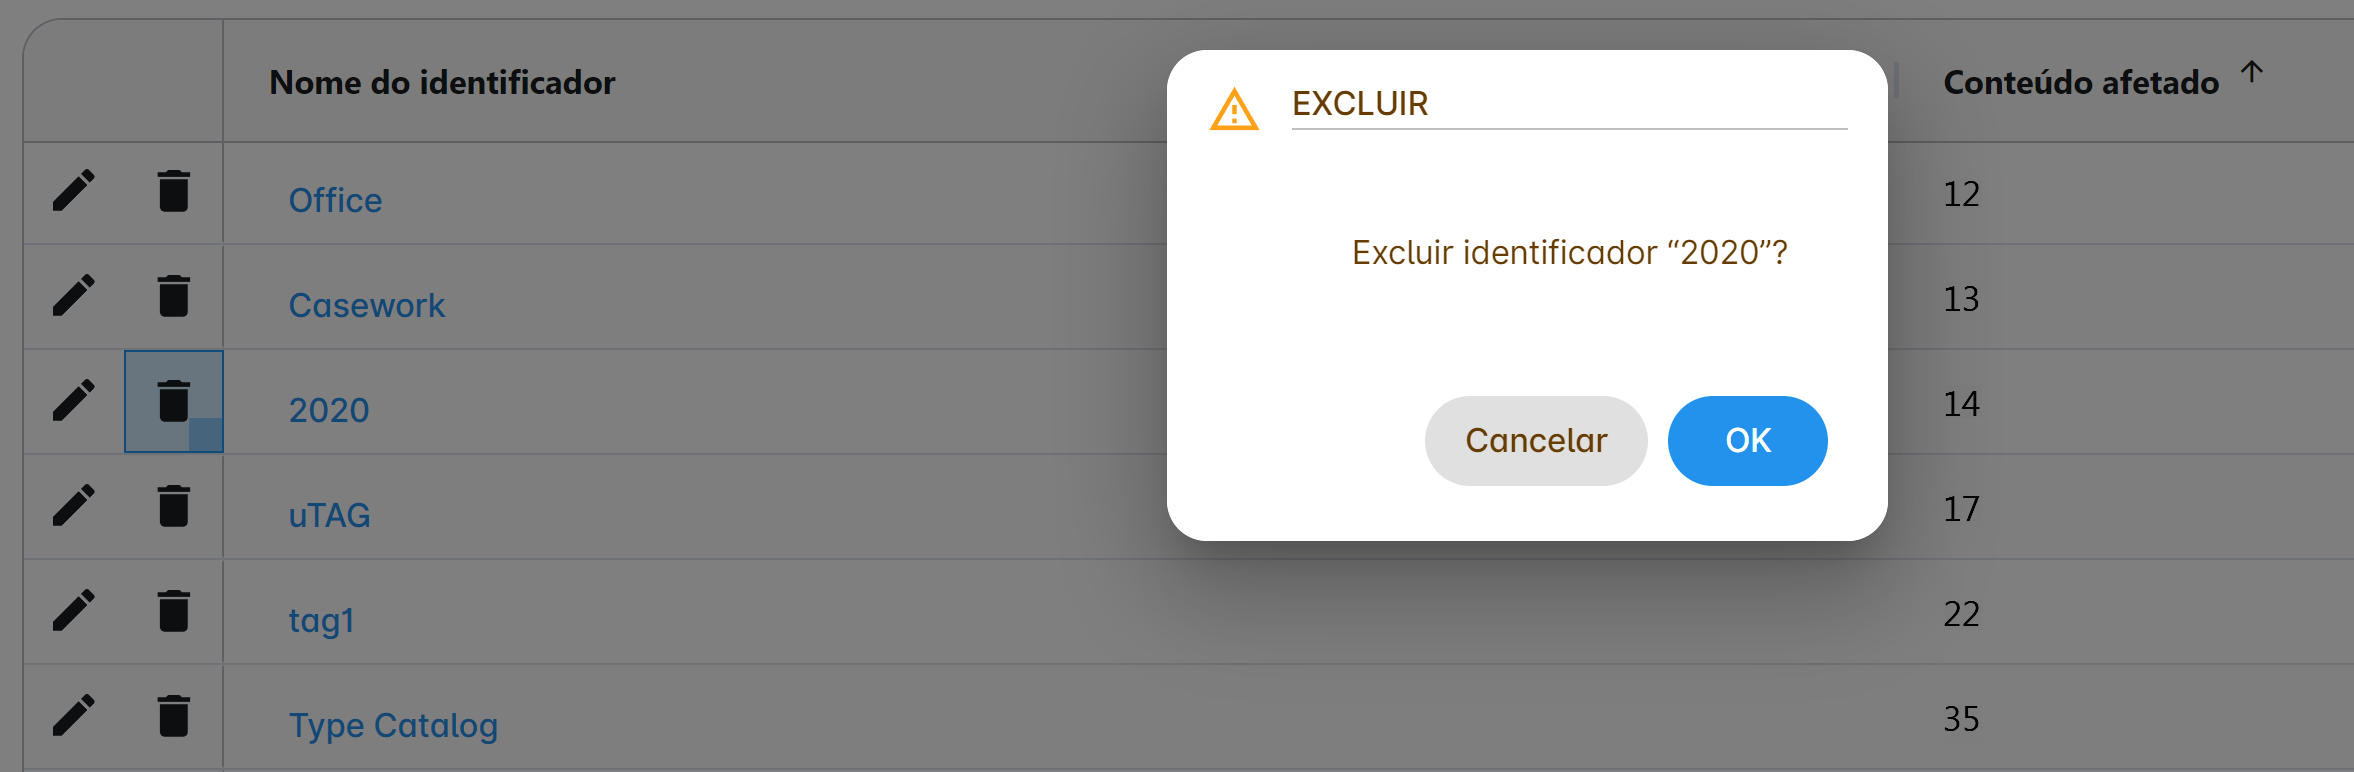 Nome do identificador
Conteúdo afetado
Office
12
Casework
13
2020
14
uTAG
17
tag1
22
Type Catalog
35
EXCLUIR
Excluir identificador “2020”?
Cancelar
OK